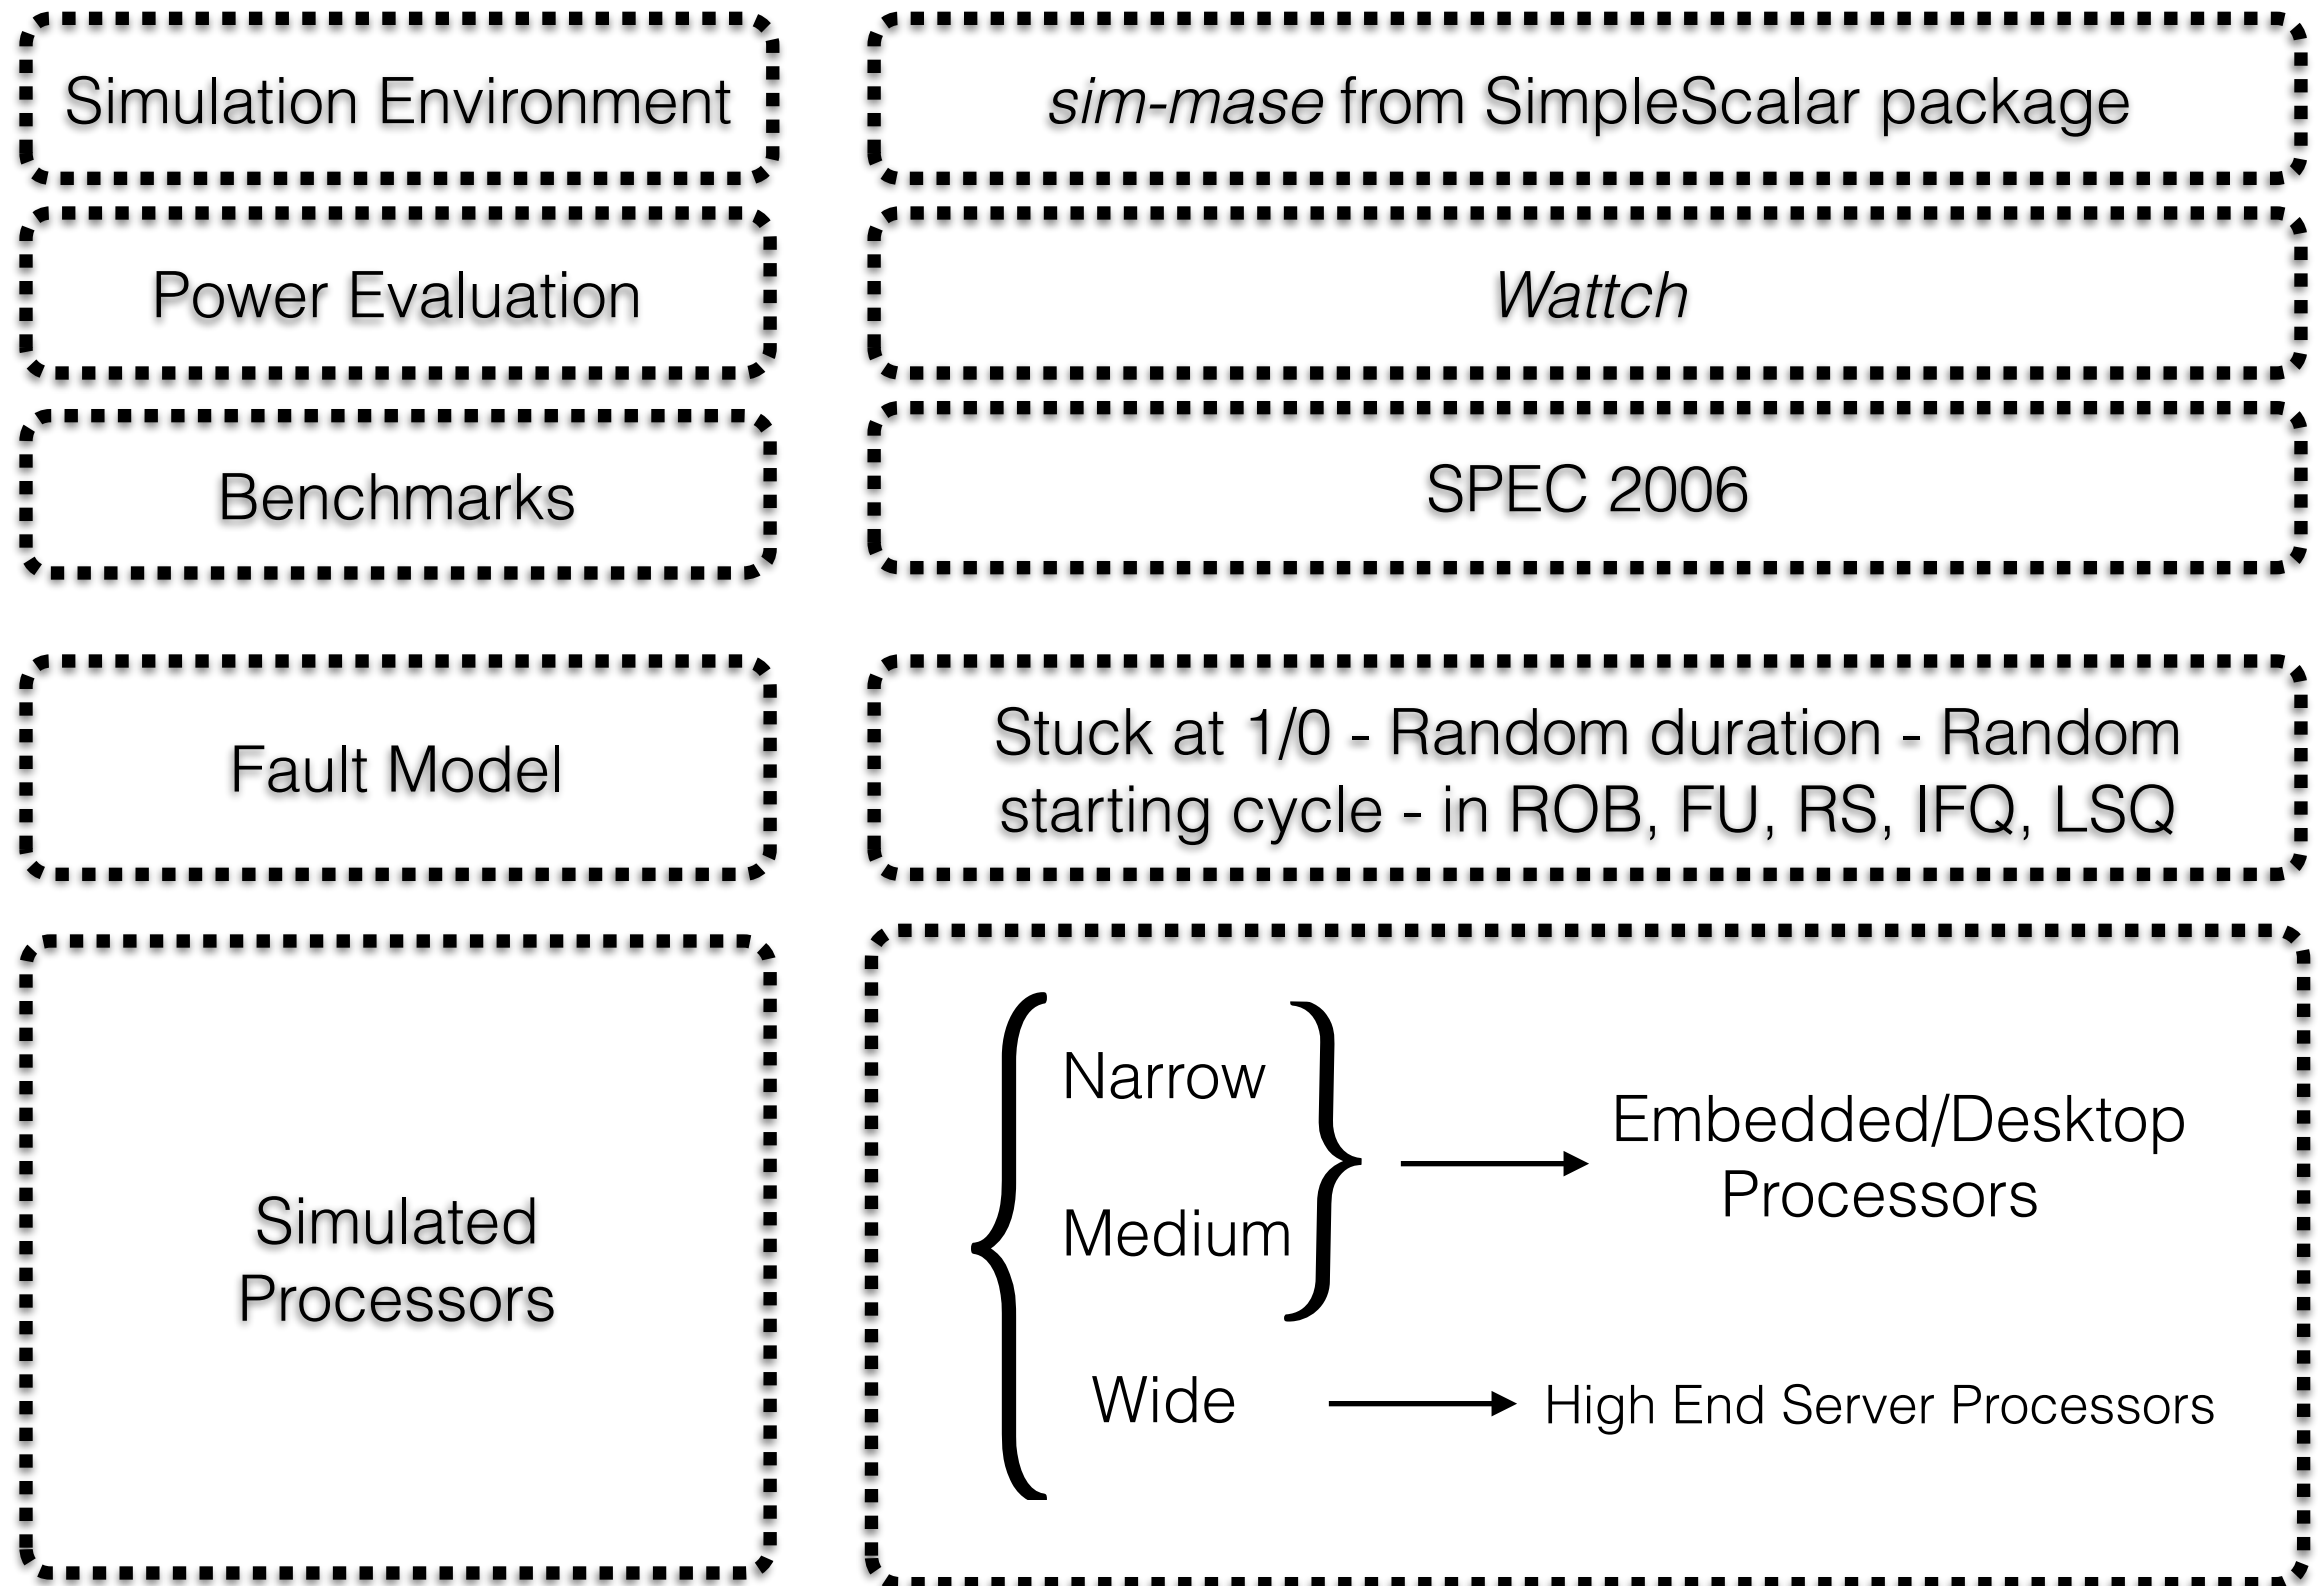 Simulation Environment
sim-mase from SimpleScalar package
Power Evaluation
Wattch
Benchmarks
SPEC 2006
Fault Model
Stuck at 1/0 - Random duration - Random
starting cycle - in ROB, FU, RS, IFQ, LSQ
Simulated
Processors
Narrow
Medium
Embedded/Desktop
Processors
Wide
High End Server Processors